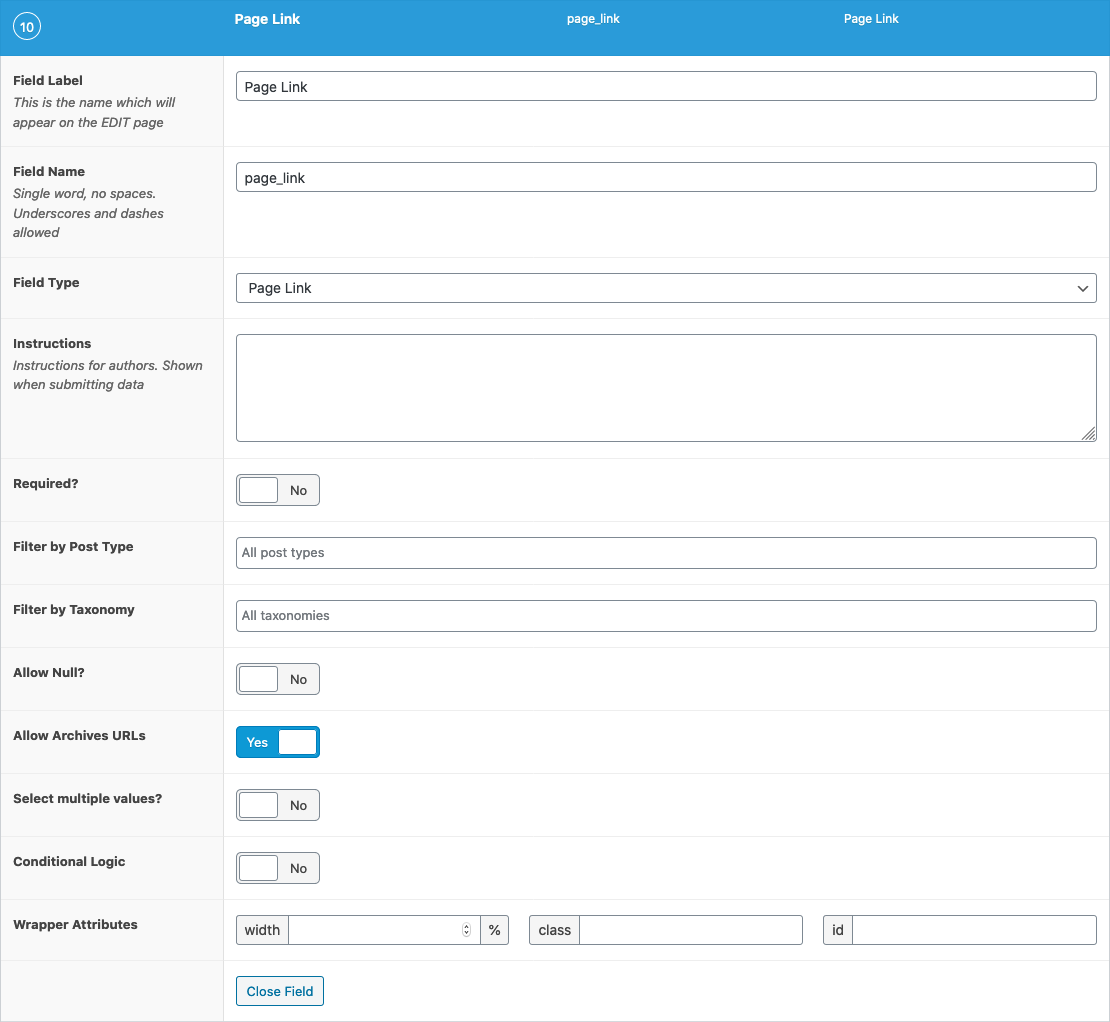 10 Page Link page_link Page Link
Field Label
This is the name which will
appear on the EDIT page
Page Link
Field Name
Single word, no spaces.
Underscores and dashes
allowed
page_link
Field Type
Page Link
Instructions
Instructions for authors. Shown
when submitting data
Required?
No
Filter by Post Type
All post types
Filter by Taxonomy
All taxonomies
Allow Null?
No
Allow Archives URLs
Yes
Select multiple values?
No
Conditional Logic
No
Wrapper Attributes
width % class id
Close Field